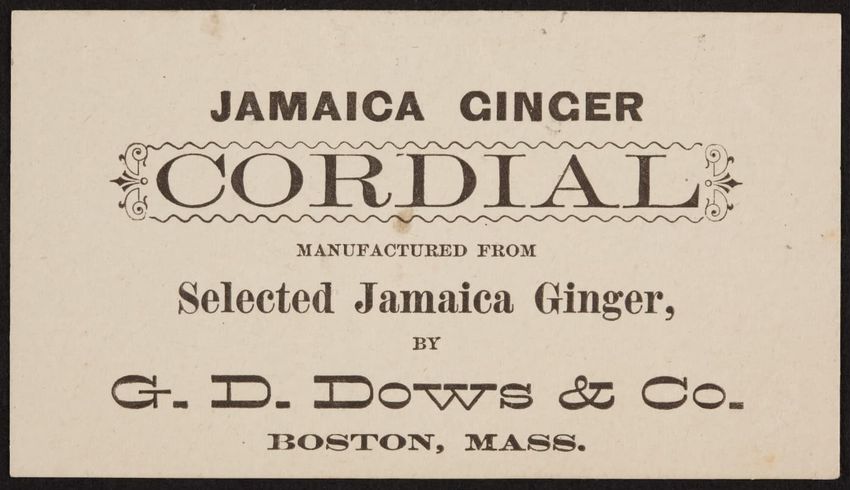 JAMAICA GINGER
CORDIAL
MANUFACTURED FROM
Selected Jamaica Ginger,
BY
G. D. Dows & Co.
BOSTON, MASS.